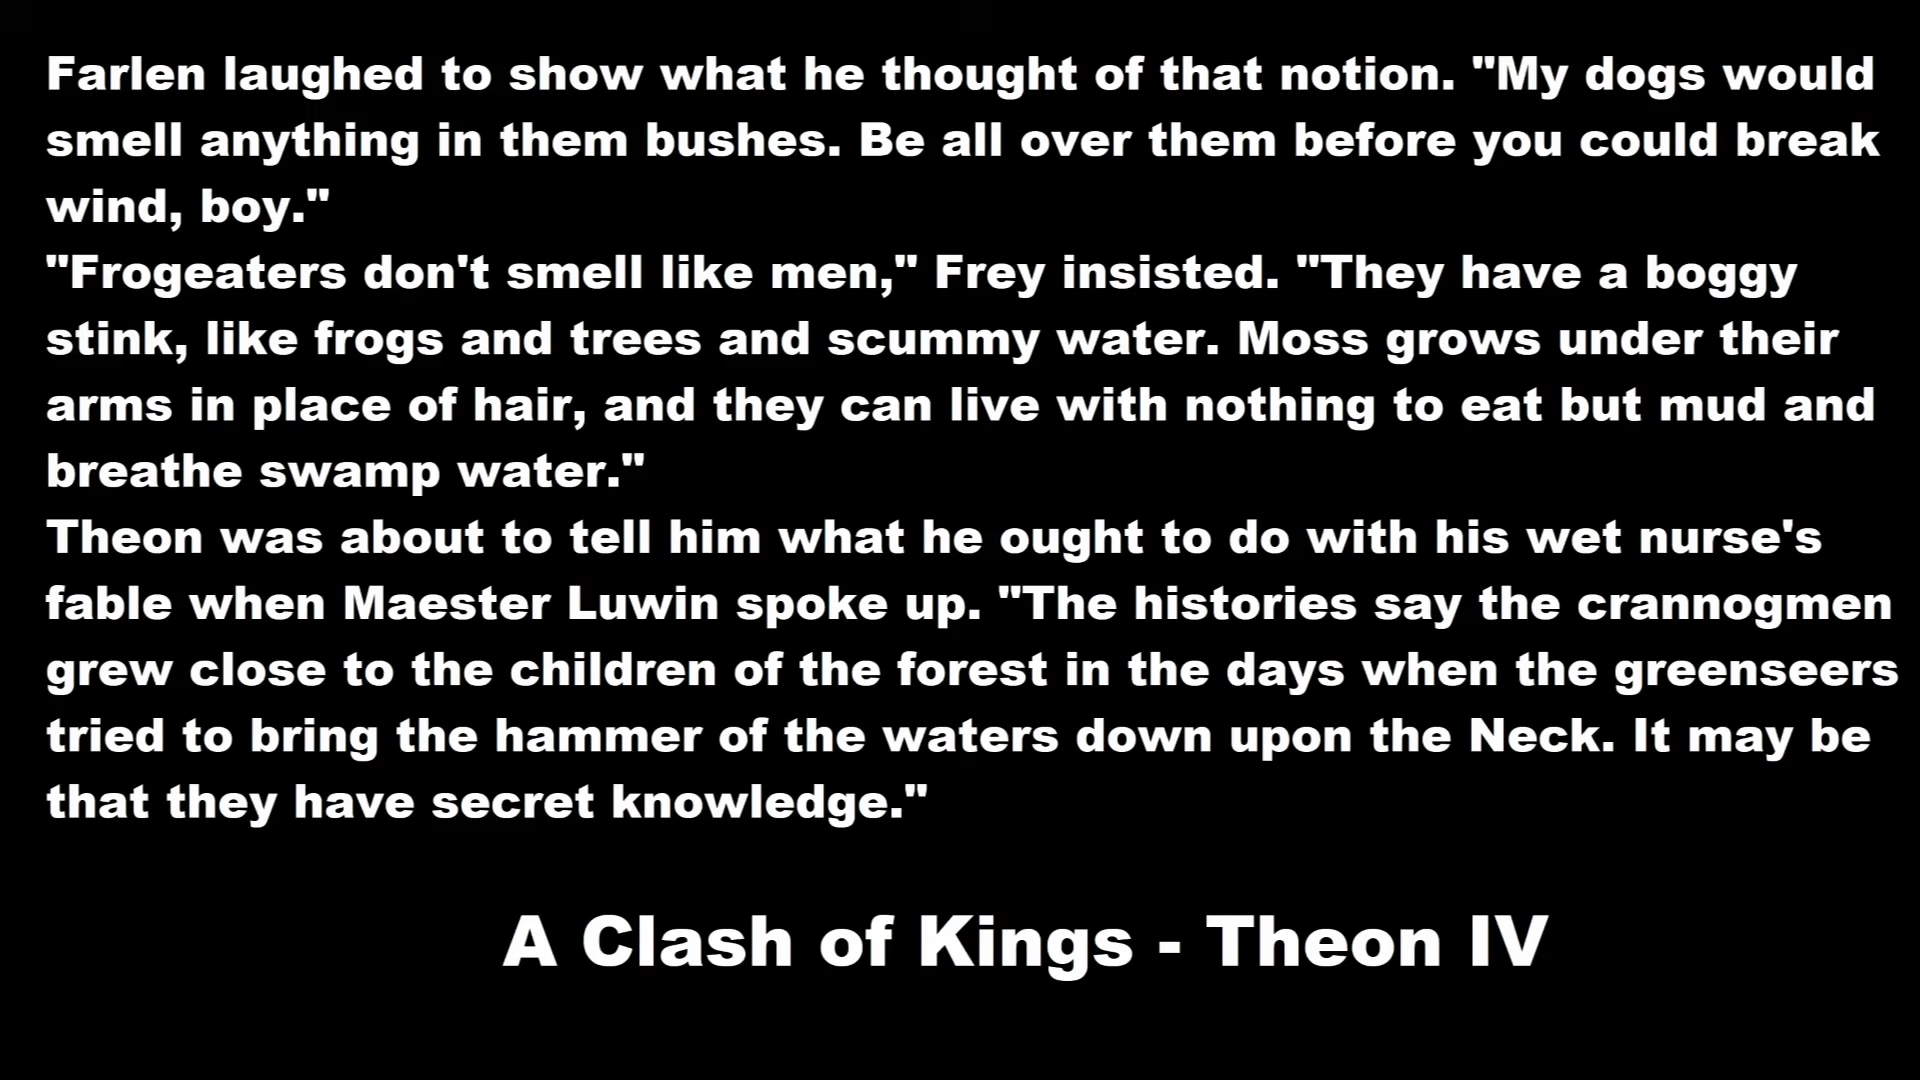 Farlen laughed to show what he thought of that notion. "My dogs would
smell anything in them bushes. Be all over them before you could break
wind, boy."
"Frogeaters don't smell like men," Frey insisted. "They have a boggy
stink, like frogs and trees and scummy water. Moss grows under their
arms in place of hair, and they can live with nothing to eat but mud and
breathe swamp water."
Theon was about to tell him what he ought to do with his wet nurse's
fable when Maester Luwin spoke up. "The histories say the crannogmen
grew close to the children of the forest in the days when the greenseers
tried to bring the hammer of the waters down upon the Neck. It may be
that they have secret knowledge."
A Clash of Kings - Theon IV